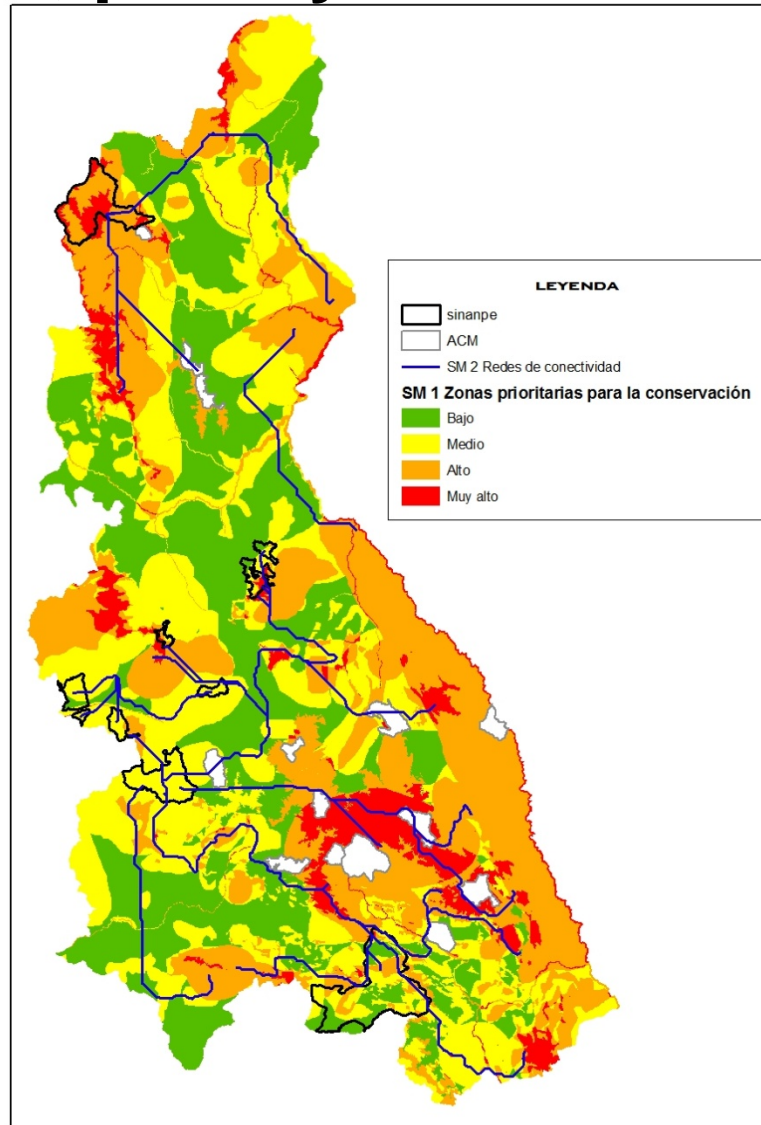 LEYENDA
sinanpe
ACM
SM 2 Redes de conectividad
SM 1 Zonas prioritarias para la conservación
Bajo
Medio
Alto
Muy alto